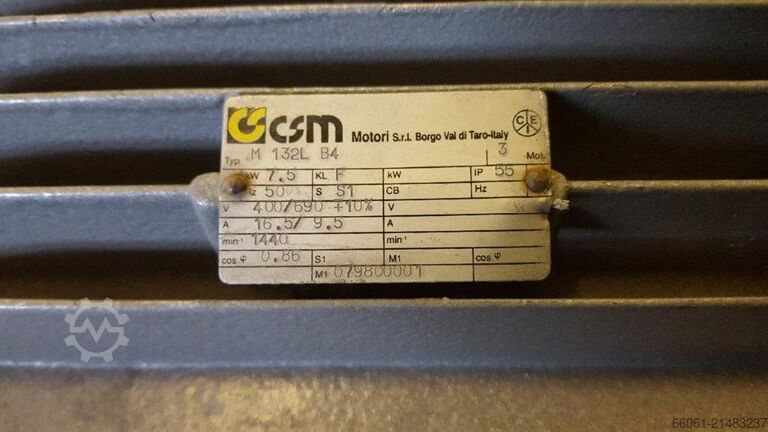 csm Motori S.r.l. Borgo Val di Taro-Italy CEI
Typ M 132L B4 3 Mot.
kW 7.5 KL F kW IP 55
Hz 50 S S1 CB Hz
V 400/690 +10% V
A 16.5/ 9.5 A
min⁻¹ 1440 min⁻¹
cos φ 0.86 S1 M1 cos φ
M1 079800001
66061-21483237